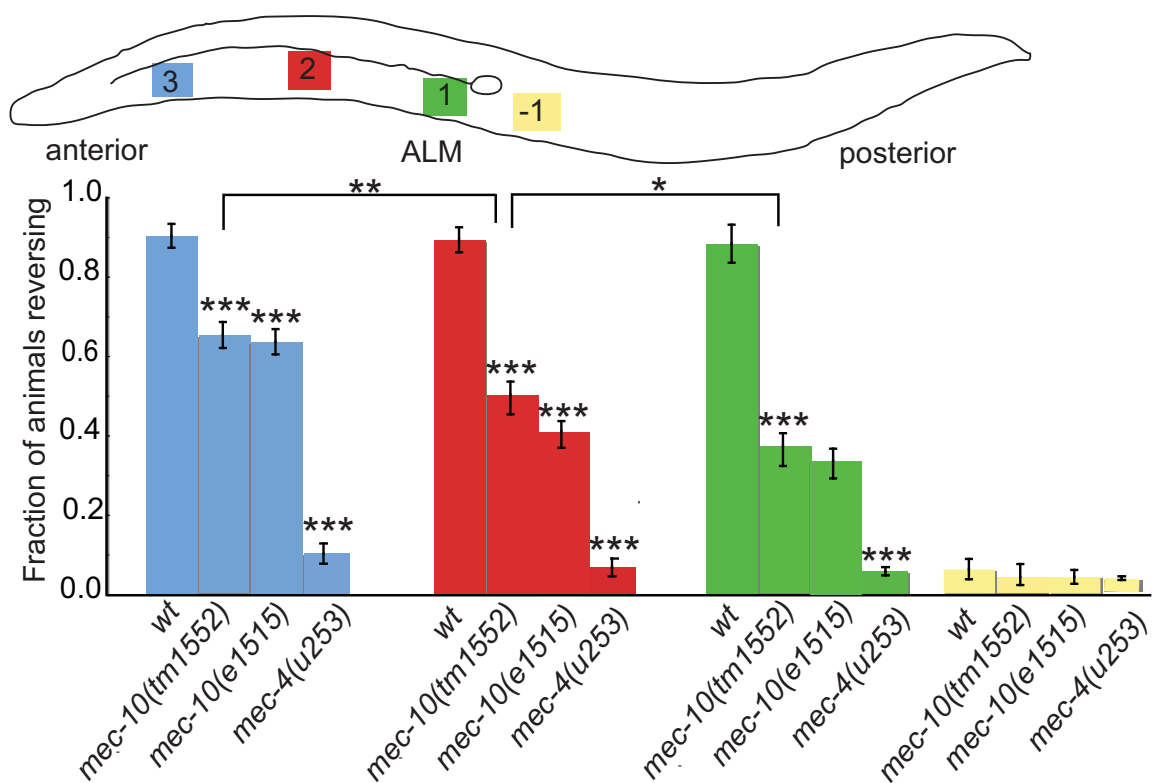 3
2
1
-1
anterior
ALM
posterior
**
*
Fraction of animals reversing
1.0
0.8
0.6
0.4
0.2
0.0
***
***
***
***
***
***
***
***
wt
mec-10(tm1552)
mec-10(e1515)
mec-4(u253)
wt
mec-10(tm1552)
mec-10(e1515)
mec-4(u253)
wt
mec-10(tm1552)
mec-10(e1515)
mec-4(u253)
wt
mec-10(tm1552)
mec-10(e1515)
mec-4(u253)